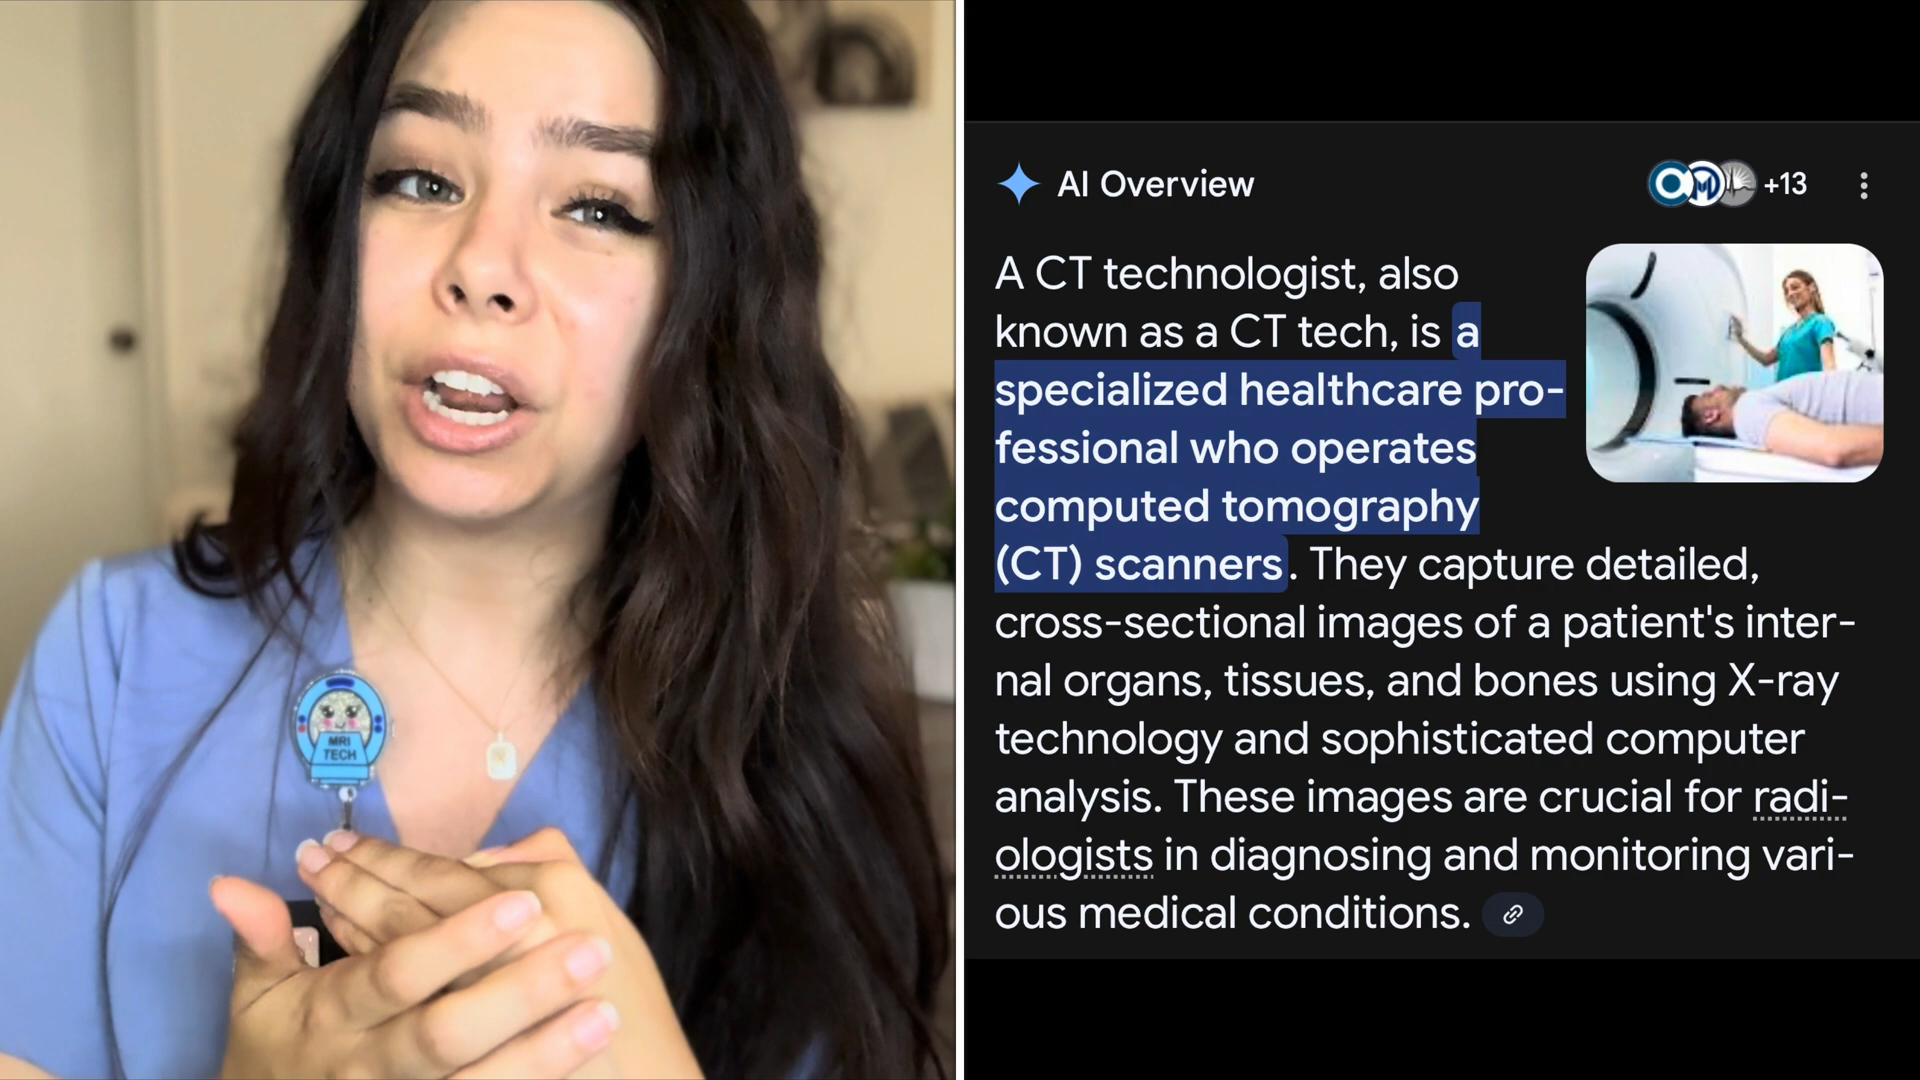 MRI
TECH
AI Overview
+13
A CT technologist, also
known as a CT tech, is a
specialized healthcare pro-
fessional who operates
computed tomography
(CT) scanners. They capture detailed,
cross-sectional images of a patient's inter-
nal organs, tissues, and bones using X-ray
technology and sophisticated computer
analysis. These images are crucial for radi-
ologists in diagnosing and monitoring vari-
ous medical conditions.